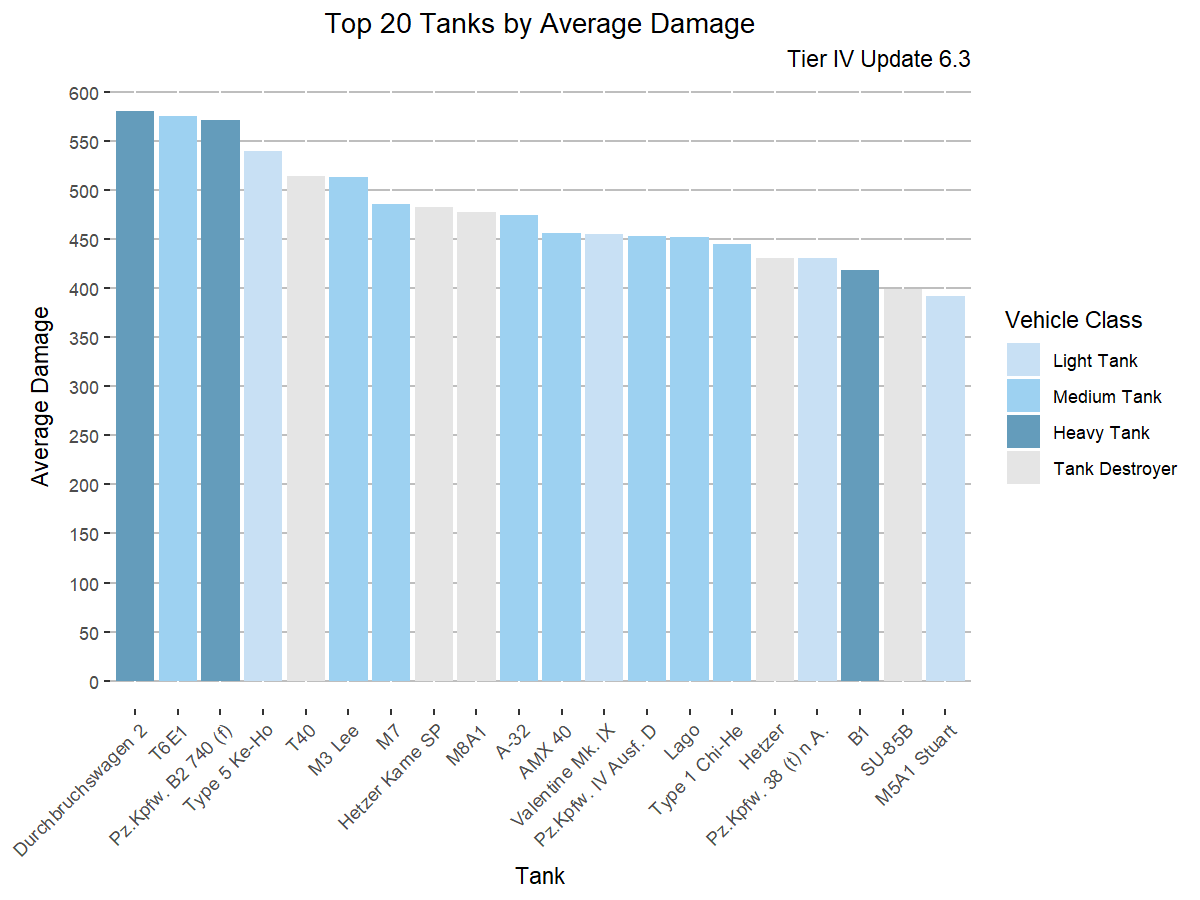 Top 20 Tanks by Average Damage
Tier IV Update 6.3
Average Damage
600
550
500
450
400
350
300
250
200
150
100
50
0
Durchbruchswagen 2
T6E1
Pz.Kpfw. B2 740 (f)
Type 5 Ke-Ho
T40
M3 Lee
M7
Hetzer Kame SP
M8A1
A-32
AMX 40
Valentine Mk. IX
Pz.Kpfw. IV Ausf. D
Lago
Type 1 Chi-He
Hetzer
Pz.Kpfw. 38 (t) n.A.
B1
SU-85B
M5A1 Stuart
Tank
Vehicle Class
Light Tank
Medium Tank
Heavy Tank
Tank Destroyer